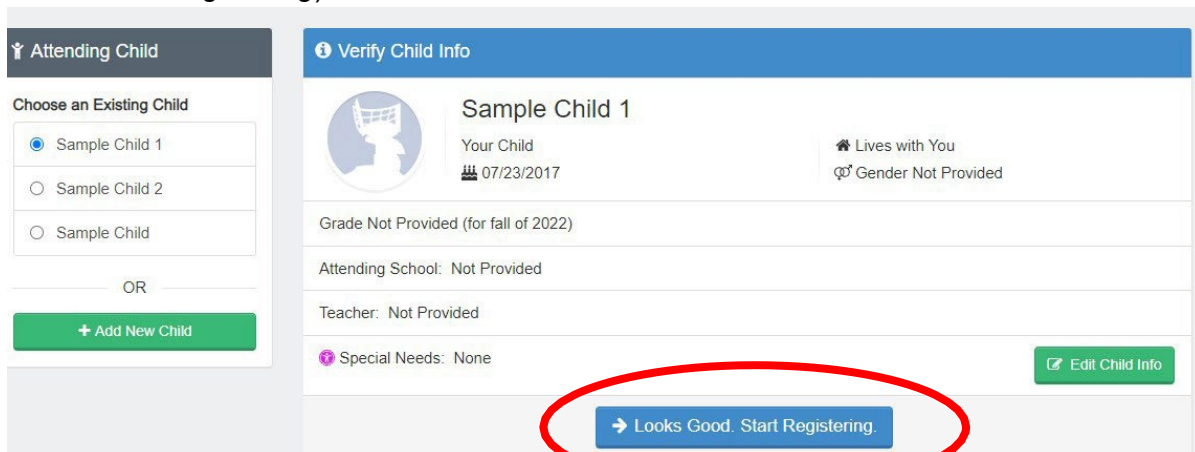 Attending Child
Choose an Existing Child
Sample Child 1
Sample Child 2
Sample Child
OR
+ Add New Child
Verify Child Info
Sample Child 1
Your Child
07/23/2017
Lives with You
Gender Not Provided
Grade Not Provided (for fall of 2022)
Attending School: Not Provided
Teacher: Not Provided
Special Needs: None
Edit Child Info
Looks Good. Start Registering.